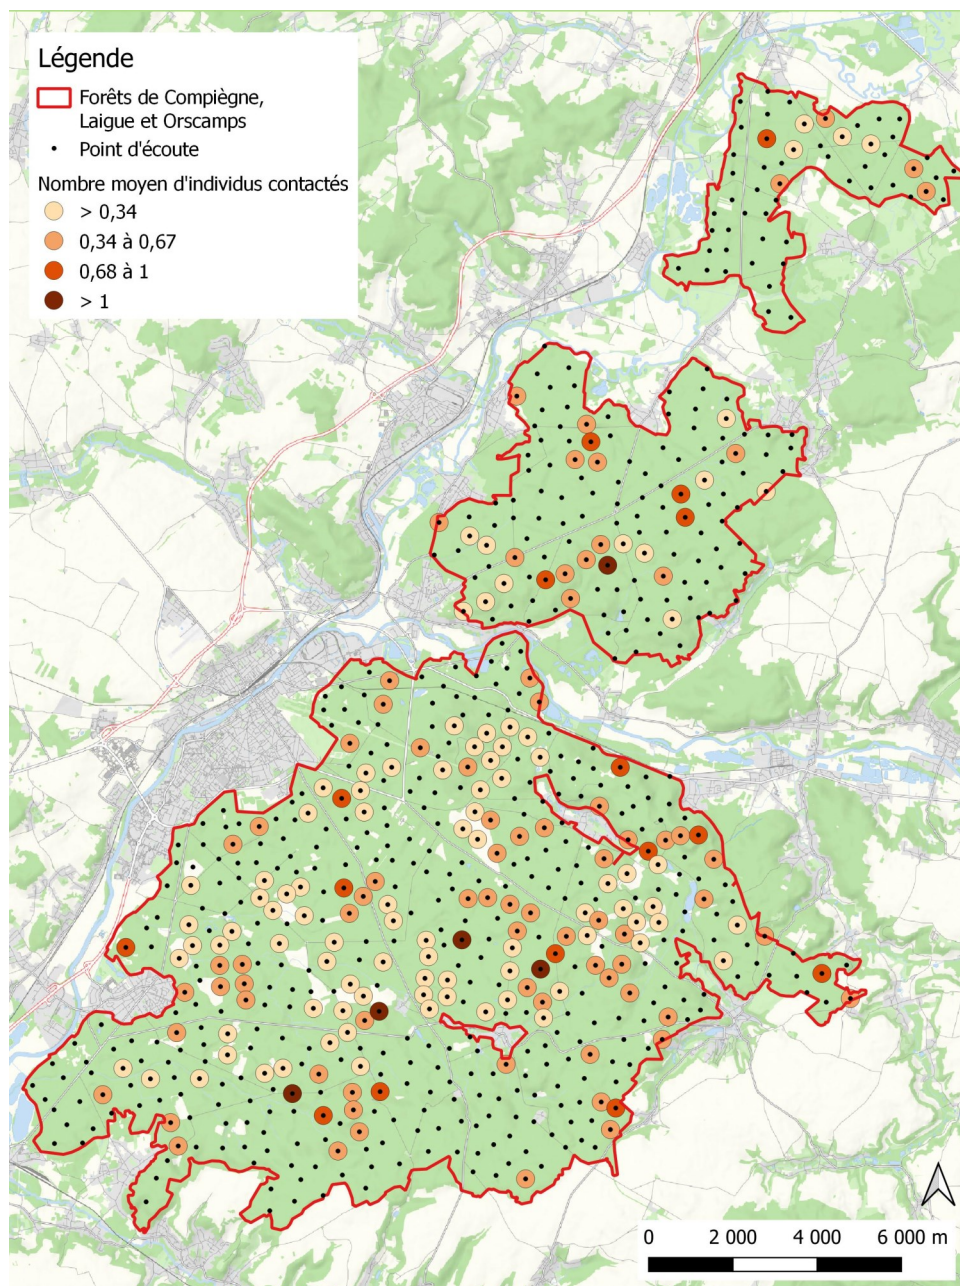 Légende
Forêts de Compiègne,
Laigue et Orscamps
Point d'écoute
Nombre moyen d'individus contactés
> 0,34
0,34 à 0,67
0,68 à 1
> 1
0 2 000 4 000 6 000 m